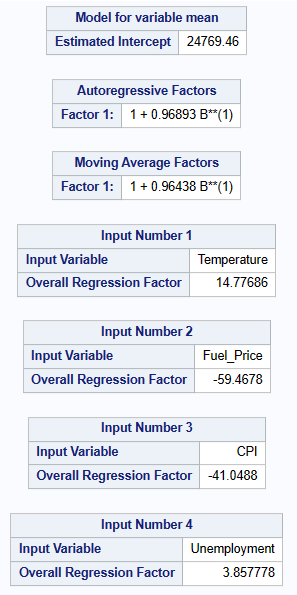 Model for variable mean
Estimated Intercept 24769.46
Autoregressive Factors
Factor 1: 1 + 0.96893 B**(1)
Moving Average Factors
Factor 1: 1 + 0.96438 B**(1)
Input Number 1
Input Variable Temperature
Overall Regression Factor 14.77686
Input Number 2
Input Variable Fuel_Price
Overall Regression Factor -59.4678
Input Number 3
Input Variable CPI
Overall Regression Factor -41.0488
Input Number 4
Input Variable Unemployment
Overall Regression Factor 3.857778